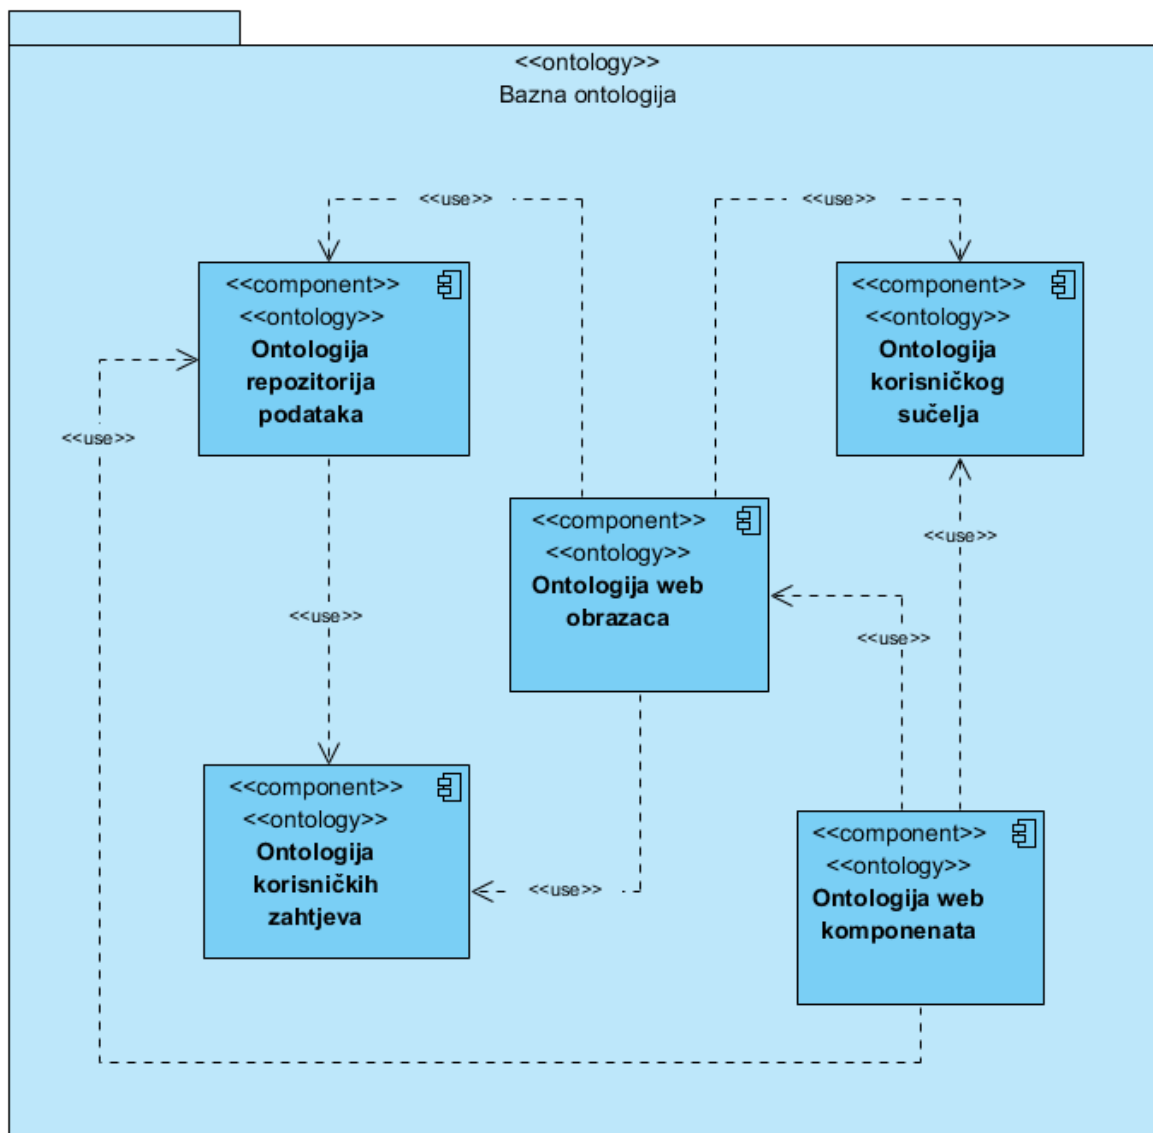 <<ontology>>
Bazna ontologija
<<use>>
<<use>>
<<component>>
<<ontology>>
Ontologija
repozitorija
podataka
<<component>>
<<ontology>>
Ontologija
korisničkog
sučelja
<<use>>
<<component>>
<<ontology>>
Ontologija web
obrazaca
<<use>>
<<use>>
<<use>>
<<component>>
<<ontology>>
Ontologija
korisničkih
zahtjeva
<<use>>
<<component>>
<<ontology>>
Ontologija web
komponenata